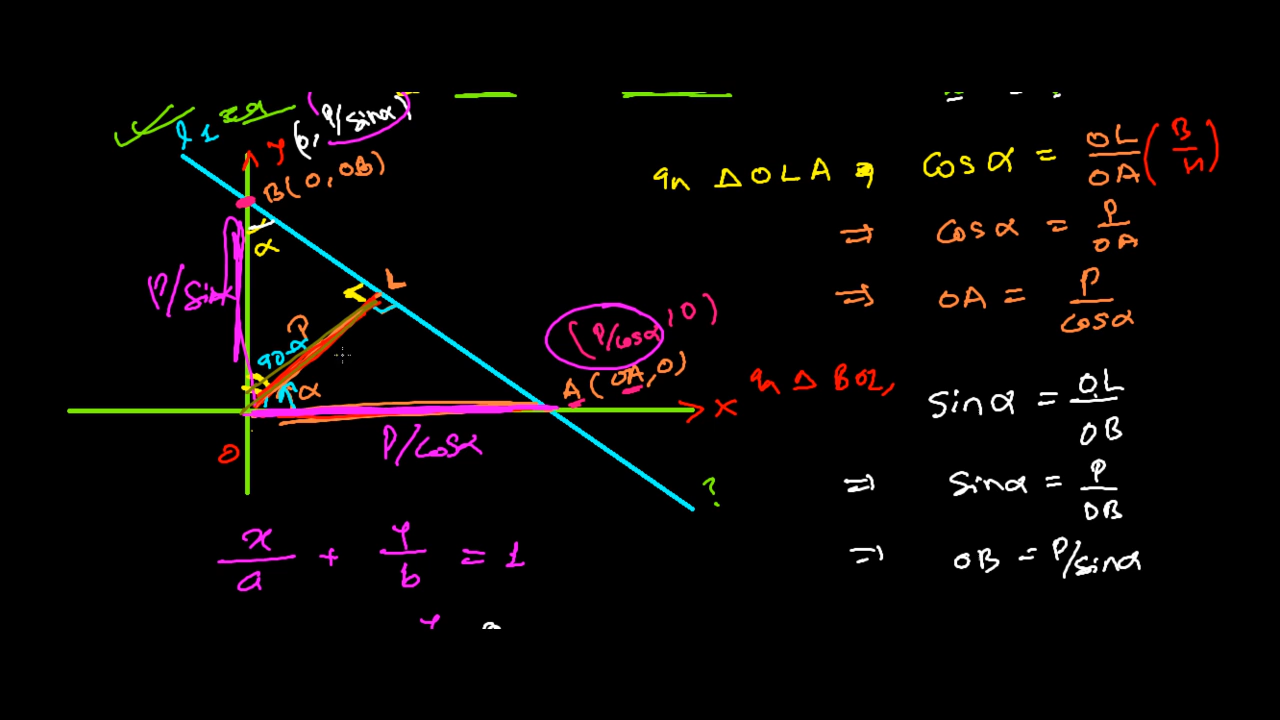 l1
Y (0, P/sinα)
B(0, OB)
α
P/sinα
L
P
90-α
α
(P/cosα, 0)
A (OA, 0)
X
O
P/cosα
?
x/a + y/b = 1
In Δ OLA ⇒ cosα = OL/OA (B/H)
⇒ cosα = P/OA
⇒ OA = P/cosα
In Δ BOL, sinα = OL/OB
⇒ sinα = P/OB
⇒ OB = P/sinα